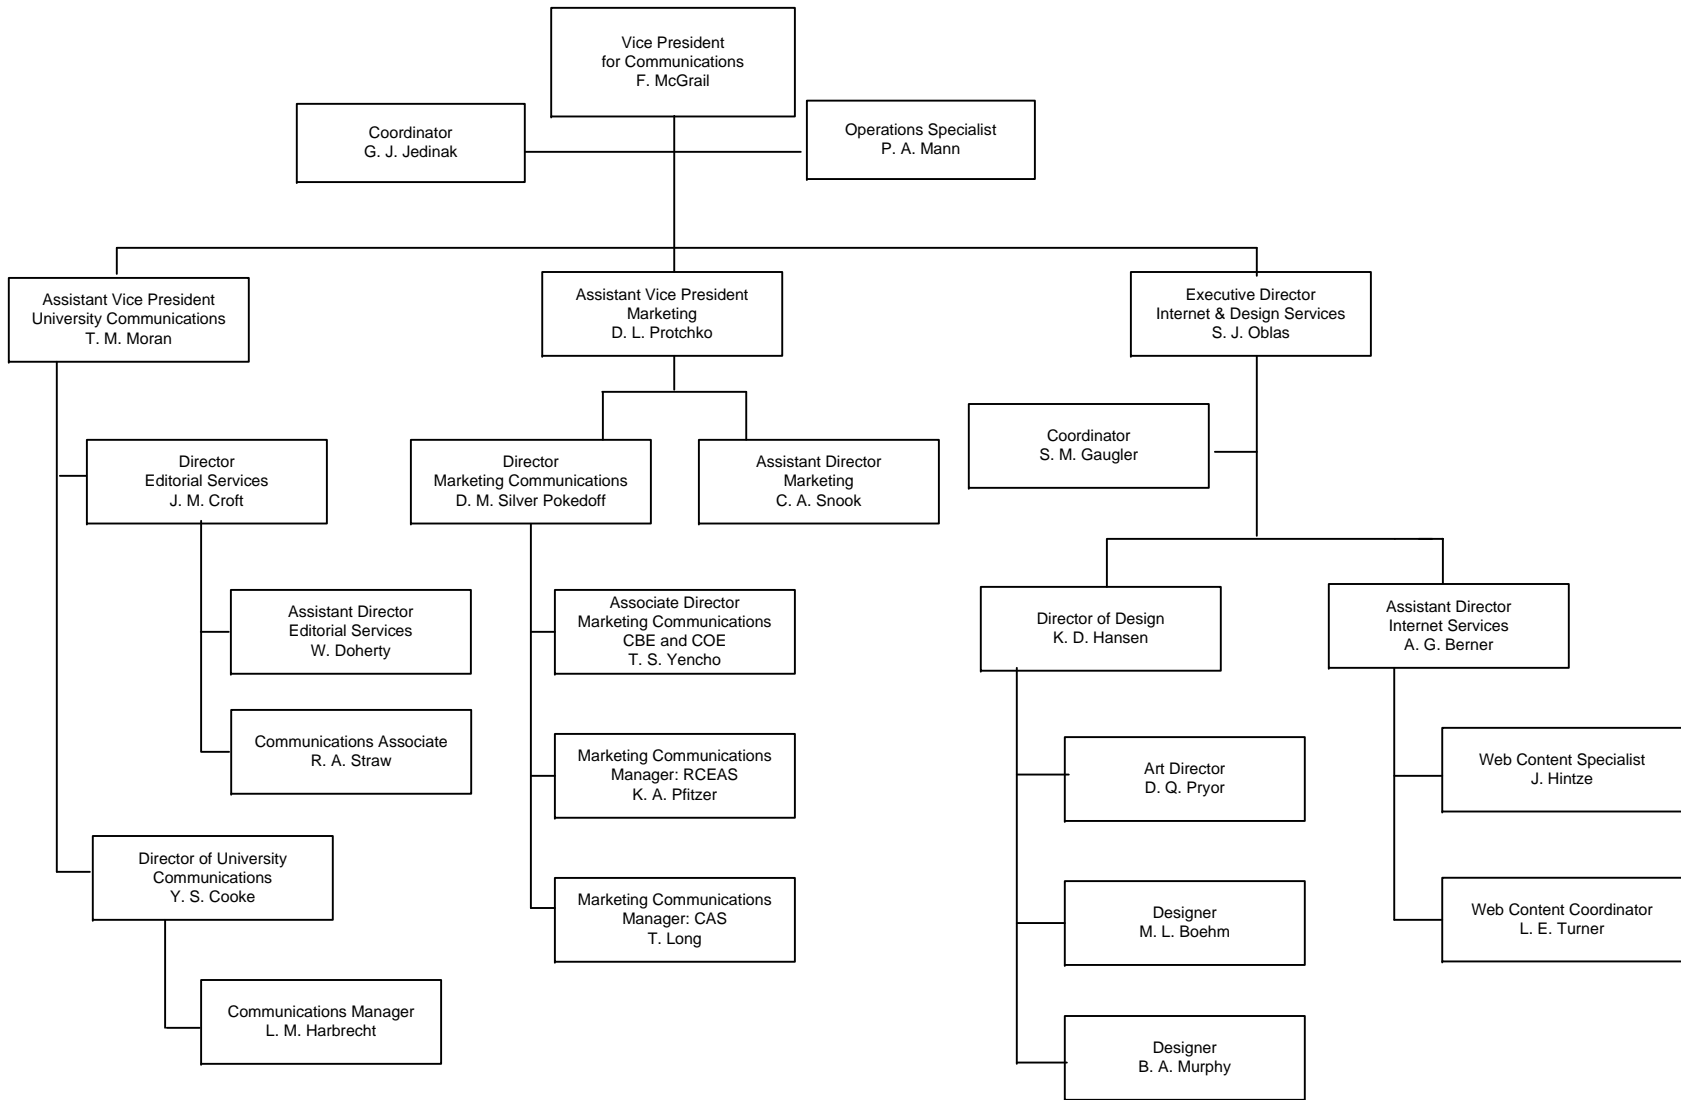 Vice President
for Communications
F. McGrail
Coordinator
G. J. Jedinak
Operations Specialist
P. A. Mann
Assistant Vice President
University Communications
T. M. Moran
Assistant Vice President
Marketing
D. L. Protchko
Executive Director
Internet & Design Services
S. J. Oblas
Coordinator
S. M. Gaugler
Director
Editorial Services
J. M. Croft
Director
Marketing Communications
D. M. Silver Pokedoff
Assistant Director
Marketing
C. A. Snook
Assistant Director
Editorial Services
W. Doherty
Associate Director
Marketing Communications
CBE and COE
T. S. Yencho
Director of Design
K. D. Hansen
Assistant Director
Internet Services
A. G. Berner
Communications Associate
R. A. Straw
Marketing Communications
Manager: RCEAS
K. A. Pfitzer
Art Director
D. Q. Pryor
Web Content Specialist
J. Hintze
Director of University
Communications
Y. S. Cooke
Marketing Communications
Manager: CAS
T. Long
Designer
M. L. Boehm
Web Content Coordinator
L. E. Turner
Communications Manager
L. M. Harbrecht
Designer
B. A. Murphy